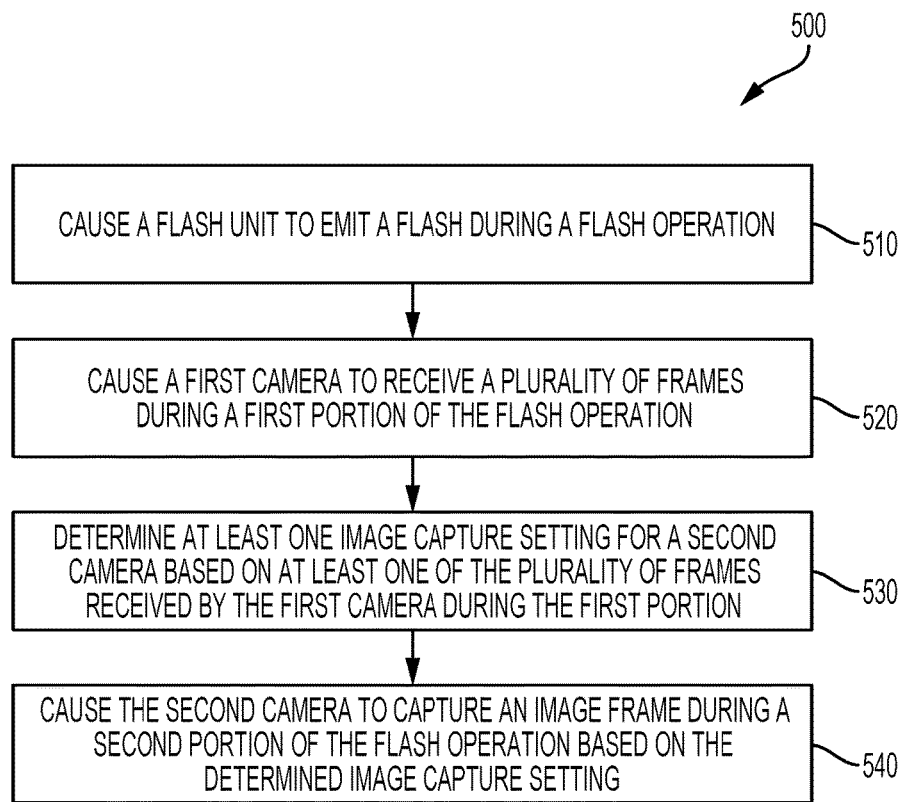 500
CAUSE A FLASH UNIT TO EMIT A FLASH DURING A FLASH OPERATION
510
CAUSE A FIRST CAMERA TO RECEIVE A PLURALITY OF FRAMES
DURING A FIRST PORTION OF THE FLASH OPERATION
520
DETERMINE AT LEAST ONE IMAGE CAPTURE SETTING FOR A SECOND
CAMERA BASED ON AT LEAST ONE OF THE PLURALITY OF FRAMES
RECEIVED BY THE FIRST CAMERA DURING THE FIRST PORTION
530
CAUSE THE SECOND CAMERA TO CAPTURE AN IMAGE FRAME DURING A
SECOND PORTION OF THE FLASH OPERATION BASED ON THE
DETERMINED IMAGE CAPTURE SETTING
540